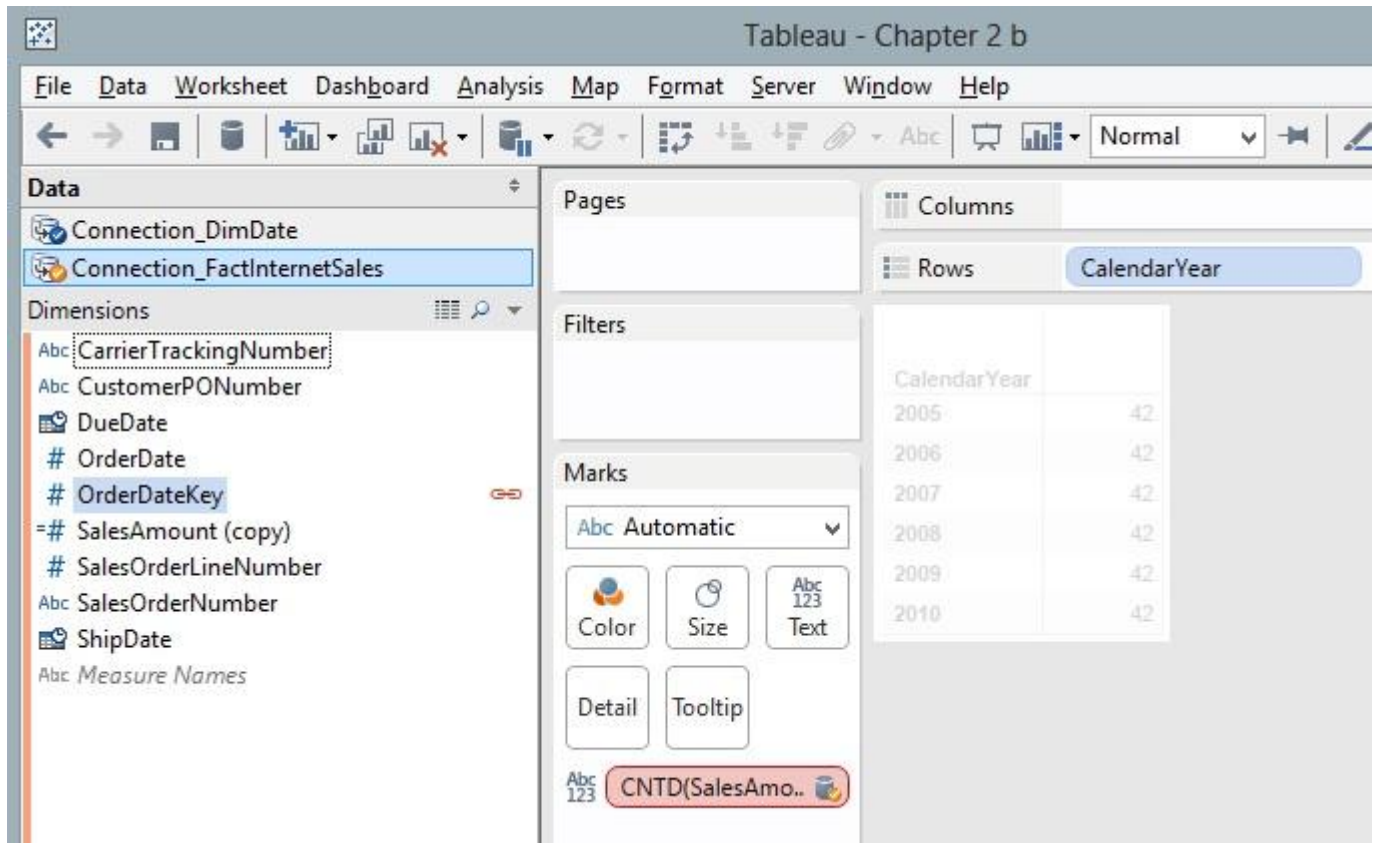 Tableau - Chapter 2 b
File Data Worksheet Dashboard Analysis Map Format Server Window Help
Abc Normal
Data
Connection_DimDate
Connection_FactInternetSales
Dimensions
Abc CarrierTrackingNumber
Abc CustomerPONumber
DueDate
# OrderDate
# OrderDateKey
=# SalesAmount (copy)
# SalesOrderLineNumber
Abc SalesOrderNumber
ShipDate
Abc Measure Names
Pages
Filters
Marks
Abc Automatic
Color Size Abc 123 Text
Detail Tooltip
Abc 123 CNTD(SalesAmo..
Columns
Rows CalendarYear
CalendarYear
2005 42
2006 42
2007 42
2008 42
2009 42
2010 42